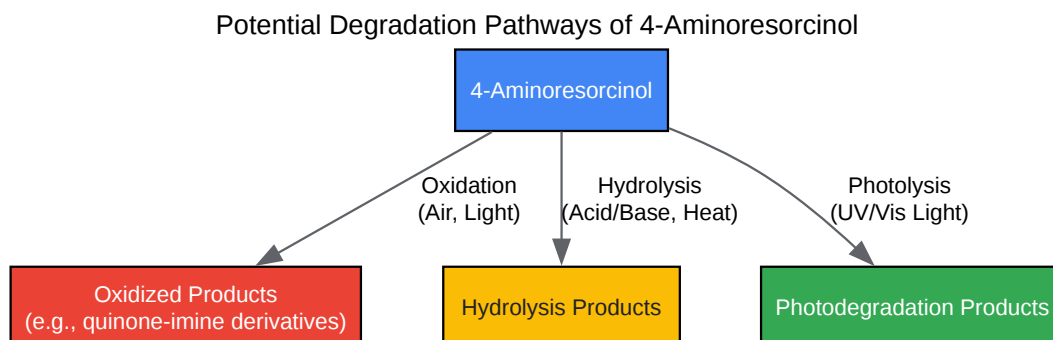 Potential Degradation Pathways of 4-Aminoresorcinol
4-Aminoresorcinol
Oxidation
(Air, Light)
Hydrolysis
(Acid/Base, Heat)
Photolysis
(UV/Vis Light)
Oxidized Products
(e.g., quinone-imine derivatives)
Hydrolysis Products
Photodegradation Products